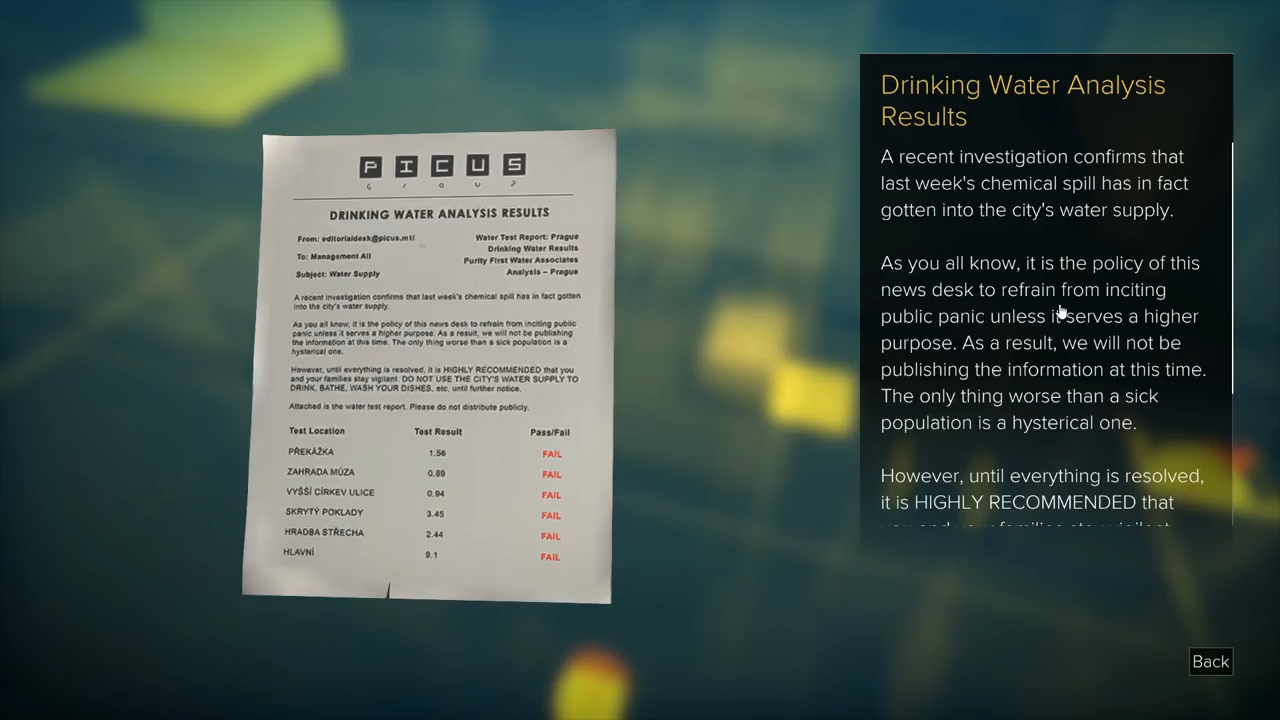 PICUS
GROUP
DRINKING WATER ANALYSIS RESULTS
From: editorialdesk@picus.mtl
To: Management All
Subject: Water Supply
Water Test Report: Prague
Drinking Water Results
Purity First Water Associates
Analysis – Prague
A recent investigation confirms that last week's chemical spill has in fact gotten
into the city's water supply.
As you all know, it is the policy of this news desk to refrain from inciting public
panic unless it serves a higher purpose. As a result, we will not be publishing
the information at this time. The only thing worse than a sick population is a
hysterical one.
However, until everything is resolved, it is HIGHLY RECOMMENDED that you
and your families stay vigilant. DO NOT USE THE CITY'S WATER SUPPLY TO
DRINK, BATHE, WASH YOUR DISHES, etc. until further notice.
Attached is the water test report. Please do not distribute publicly.
Test Location Test Result Pass/Fail
PŘEKÁŽKA 1.56 FAIL
ZAHRADA MÚZA 0.89 FAIL
VYŠŠÍ CÍRKEV ULICE 0.94 FAIL
SKRYTÝ POKLADY 3.45 FAIL
HRADBA STŘECHA 2.44 FAIL
HLAVNÍ 9.1 FAIL
Drinking Water Analysis
Results
A recent investigation confirms that
last week's chemical spill has in fact
gotten into the city's water supply.
As you all know, it is the policy of this
news desk to refrain from inciting
public panic unless it serves a higher
purpose. As a result, we will not be
publishing the information at this time.
The only thing worse than a sick
population is a hysterical one.
However, until everything is resolved,
it is HIGHLY RECOMMENDED that
you and your families stay vigilant.
Back